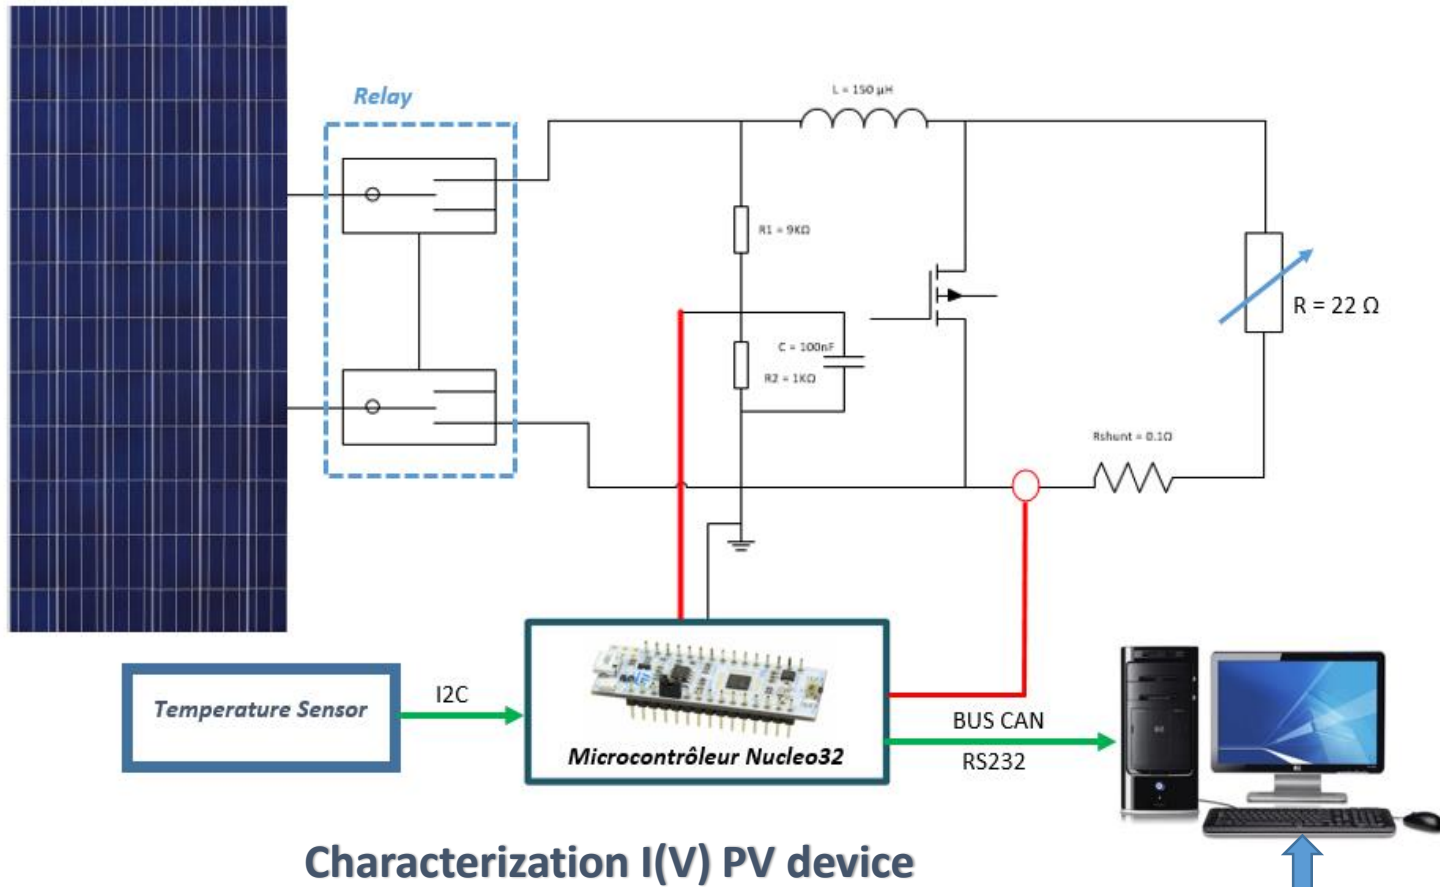 L = 150 µH
Relay
R1 = 9KΩ
R = 22 Ω
C = 100nF
R2 = 1KΩ
Rshunt = 0.1Ω
Temperature Sensor
I2C
Microcontrôleur Nucleo32
BUS CAN
RS232
Characterization I(V) PV device